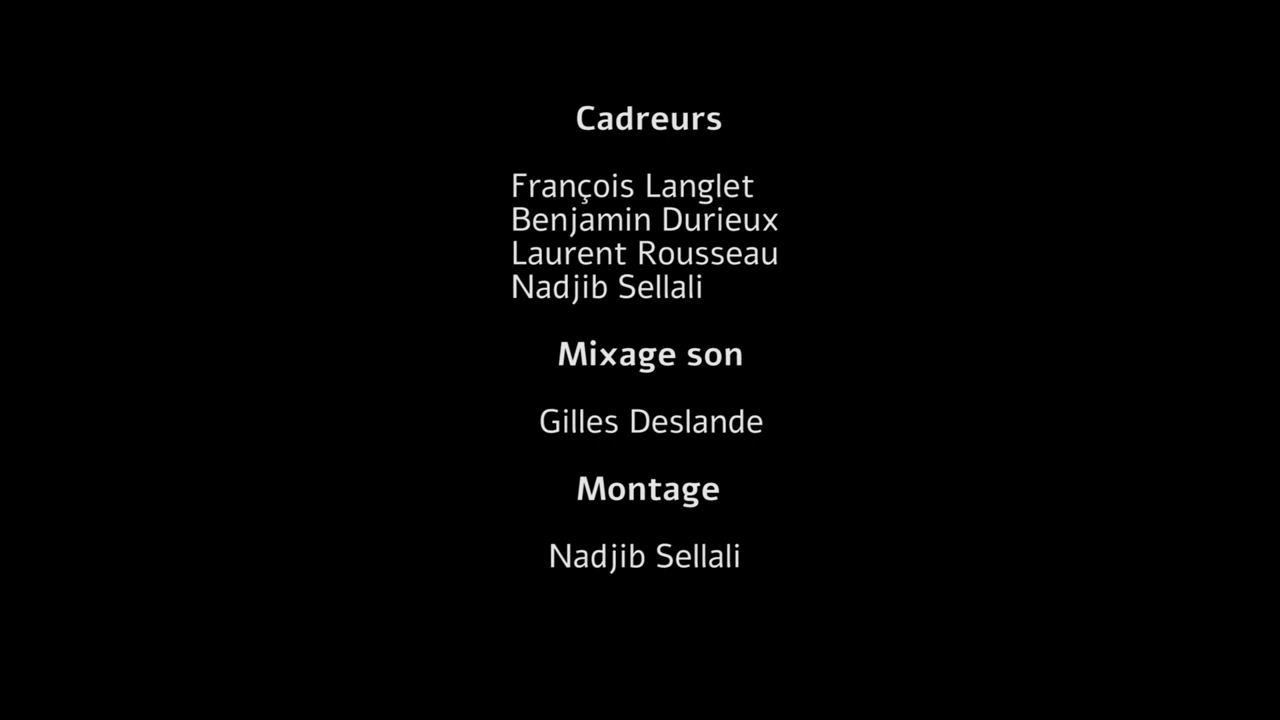 Cadreurs
François Langlet
Benjamin Durieux
Laurent Rousseau
Nadjib Sellali
Mixage son
Gilles Deslande
Montage
Nadjib Sellali